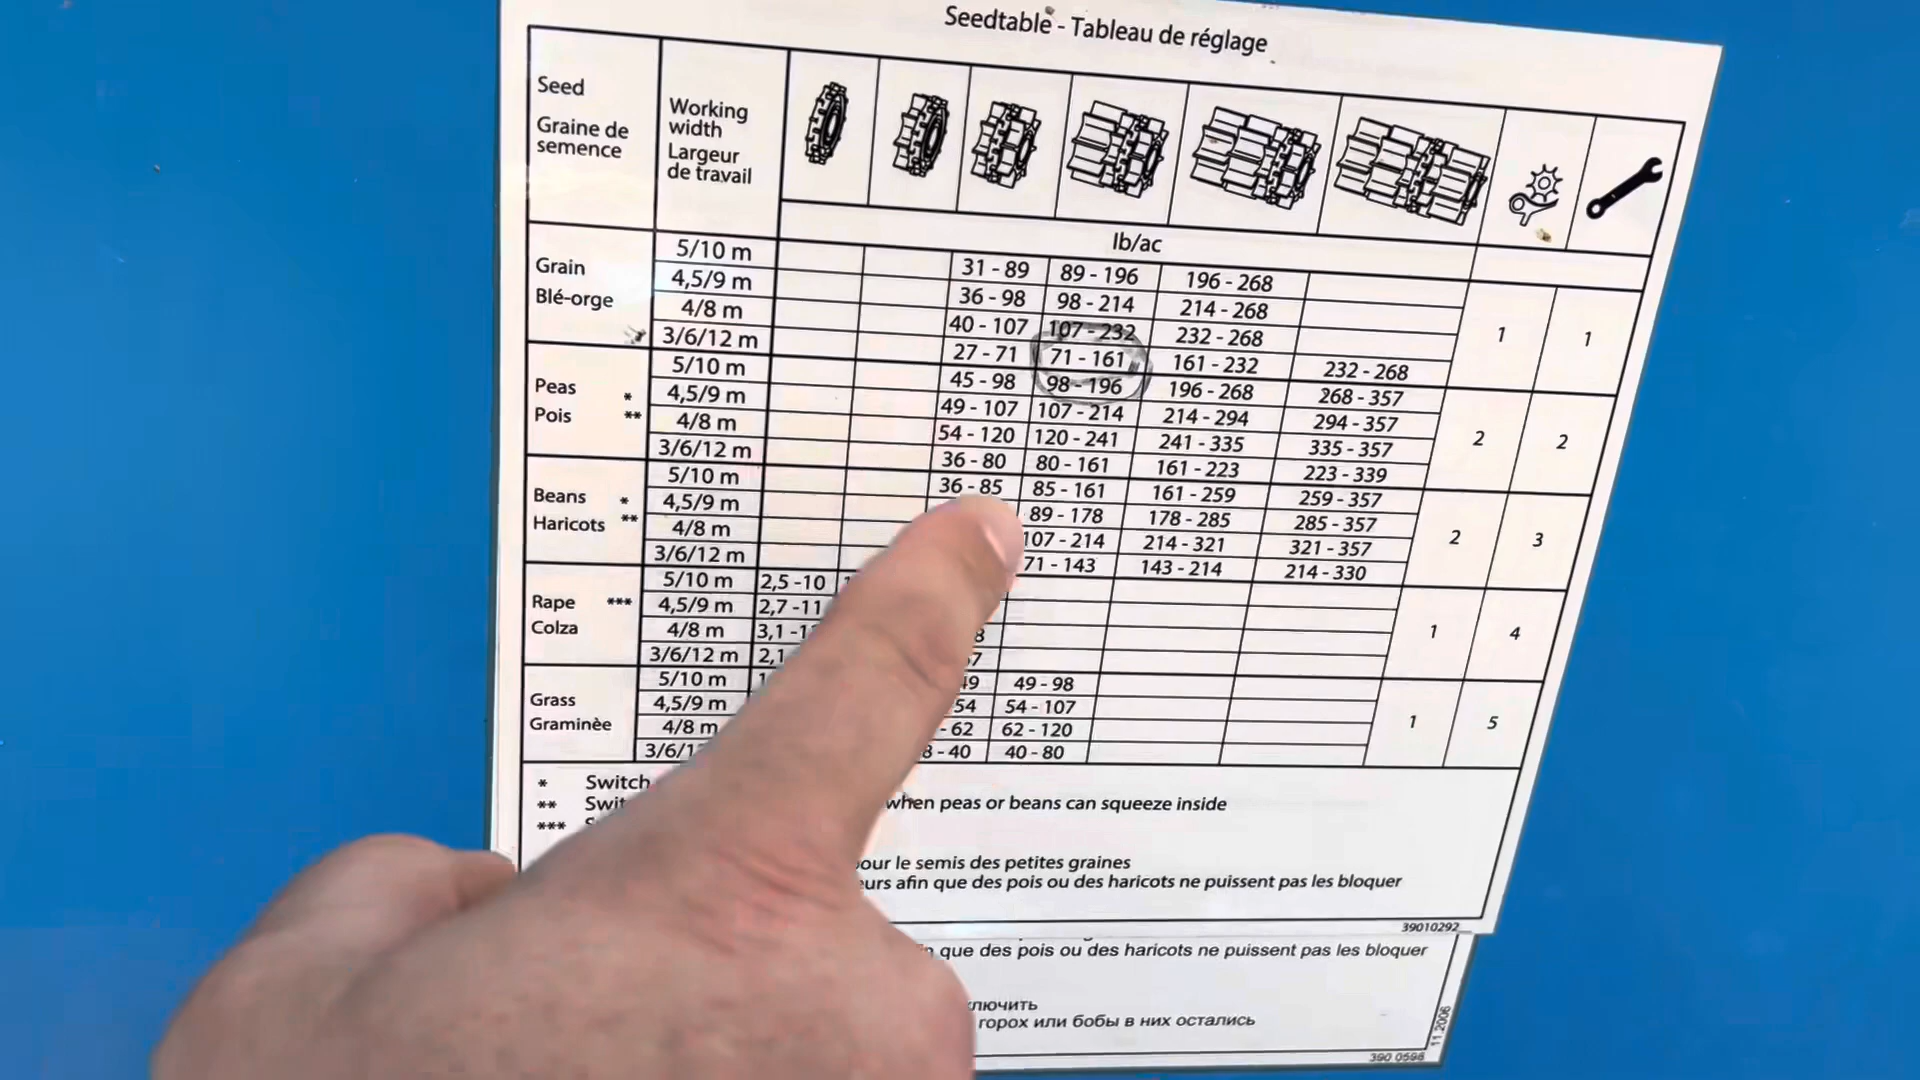 Seedtable - Tableau de réglage
Seed
Graine de
semence
Working
width
Largeur
de travail
lb/ac
Grain
Blé-orge
5/10 m 31 - 89 89 - 196 196 - 268
4,5/9 m 36 - 98 98 - 214 214 - 268
4/8 m 40 - 107 107 - 232 232 - 268
3/6/12 m 27 - 71 71 - 161 161 - 232 232 - 268
1 1
Peas *
Pois **
5/10 m 45 - 98 98 - 196 196 - 268 268 - 357
4,5/9 m 49 - 107 107 - 214 214 - 294 294 - 357
4/8 m 54 - 120 120 - 241 241 - 335 335 - 357
3/6/12 m 36 - 80 80 - 161 161 - 223 223 - 339
2 2
Beans *
Haricots **
5/10 m 36 - 85 85 - 161 161 - 259 259 - 357
4,5/9 m 89 - 178 178 - 285 285 - 357
4/8 m 107 - 214 214 - 321 321 - 357
3/6/12 m 71 - 143 143 - 214 214 - 330
2 3
Rape ***
Colza
5/10 m 2,5 -10
4,5/9 m 2,7 -11
4/8 m
3/6/12 m
1 4
Grass
Graminèe
5/10 m 49 - 98
4,5/9 m 54 54 - 107
4/8 m - 62 62 - 120
- 40 40 - 80
1 5
* Switch
** when peas or beans can squeeze inside
***
pour le semis des petites graines
afin que des pois ou des haricots ne puissent pas les bloquer
39010292
que des pois ou des haricots ne puissent pas les bloquer
горох или бобы в них остались
11.2006
390 0598